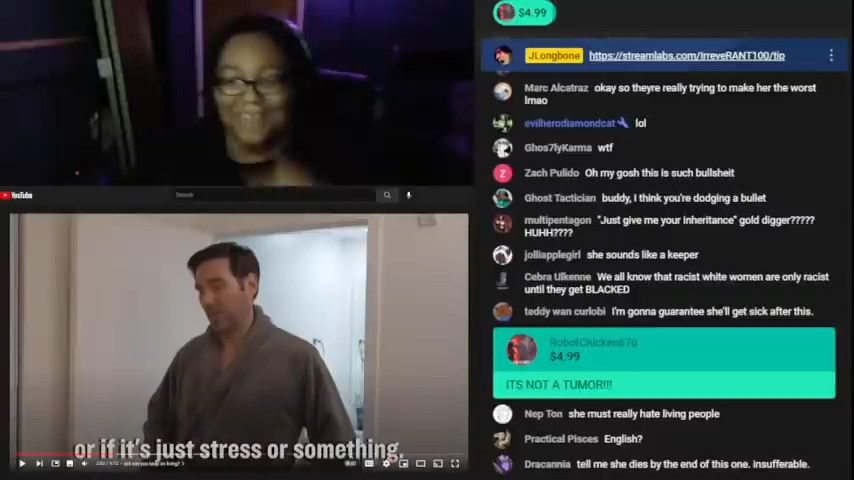 $4.99
JLongbone https://streamlabs.com/IrreveRANT100/tip
Marc Alcatraz okay so theyre really trying to make her the worst
lmao
evilherodiamondcat lol
Ghos7lyKarma wtf
Z Zach Pulido Oh my gosh this is such bullsheit
Ghost Tactician buddy, I think you're dodging a bullet
multipentagon "Just give me your inheritance" gold digger?????
HUHH????
jolliapplegirl she sounds like a keeper
Cebra Ulkenne We all know that racist white women are only racist
until they get BLACKED
teddy wan curlobi I'm gonna guarantee she'll get sick after this.
RobotChicken670
$4.99
ITS NOT A TUMOR!!!
Nep Ton she must really hate living people
Practical Pisces English?
Dracannia tell me she dies by the end of this one. insufferable.
YouTube
Search
or if it's just stress or something.